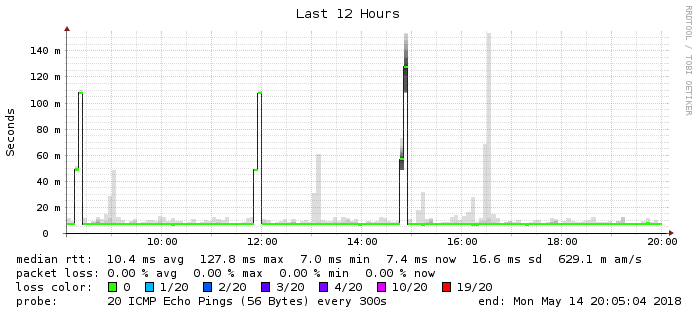 Last 12 Hours
RRDTOOL / TOBI OETIKER
Seconds
140 m
120 m
100 m
80 m
60 m
40 m
20 m
0
10:00 12:00 14:00 16:00 18:00 20:00
median rtt: 10.4 ms avg 127.8 ms max 7.0 ms min 7.4 ms now 16.6 ms sd 629.1 m am/s
packet loss: 0.00 % avg 0.00 % max 0.00 % min 0.00 % now
loss color: 0 1/20 2/20 3/20 4/20 10/20 19/20
probe: 20 ICMP Echo Pings (56 Bytes) every 300s end: Mon May 14 20:05:04 2018